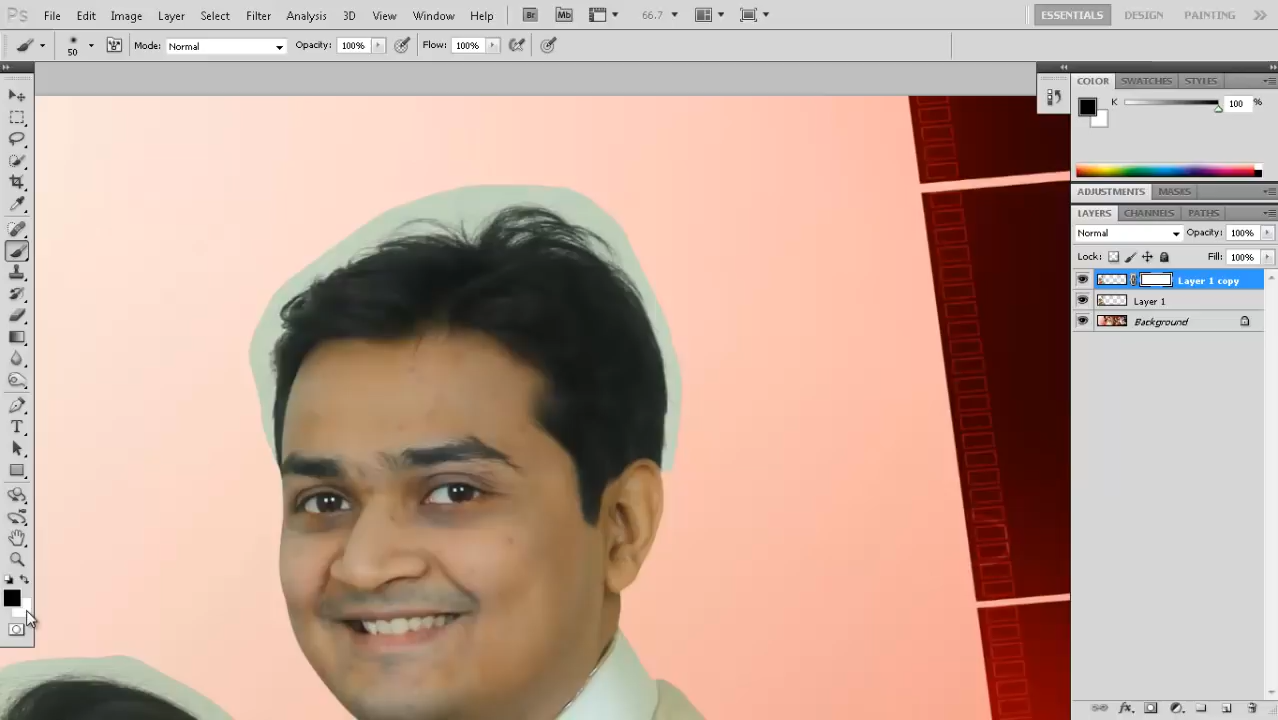 Ps File Edit Image Layer Select Filter Analysis 3D View Window Help Br Mb 66.7 ESSENTIALS DESIGN PAINTING
50 Mode: Normal Opacity: 100% Flow: 100%
COLOR SWATCHES STYLES
K 100 %
ADJUSTMENTS MASKS
LAYERS CHANNELS PATHS
Normal Opacity: 100%
Lock: Fill: 100%
Layer 1 copy
Layer 1
Background